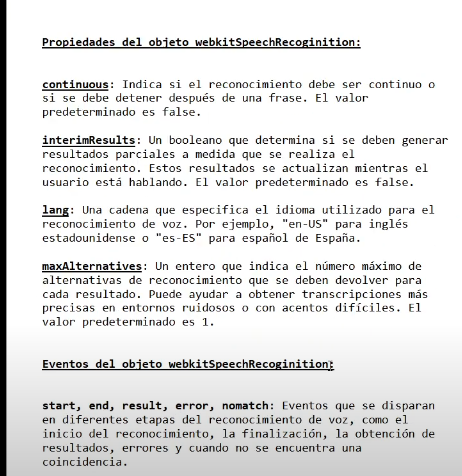 Propiedades del objeto webkitSpeechRecoginition:
continuous: Indica si el reconocimiento debe ser continuo o
si se debe detener después de una frase. El valor
predeterminado es false.
interimResults: Un booleano que determina si se deben generar
resultados parciales a medida que se realiza el
reconocimiento. Estos resultados se actualizan mientras el
usuario está hablando. El valor predeterminado es false.
lang: Una cadena que especifica el idioma utilizado para el
reconocimiento de voz. Por ejemplo, "en-US" para inglés
estadounidense o "es-ES" para español de España.
maxAlternatives: Un entero que indica el número máximo de
alternativas de reconocimiento que se deben devolver para
cada resultado. Puede ayudar a obtener transcripciones más
precisas en entornos ruidosos o con acentos difíciles. El
valor predeterminado es 1.
Eventos del objeto webkitSpeechRecoginition:
start, end, result, error, nomatch: Eventos que se disparan
en diferentes etapas del reconocimiento de voz, como el
inicio del reconocimiento, la finalización, la obtención de
resultados, errores y cuando no se encuentra una
coincidencia.